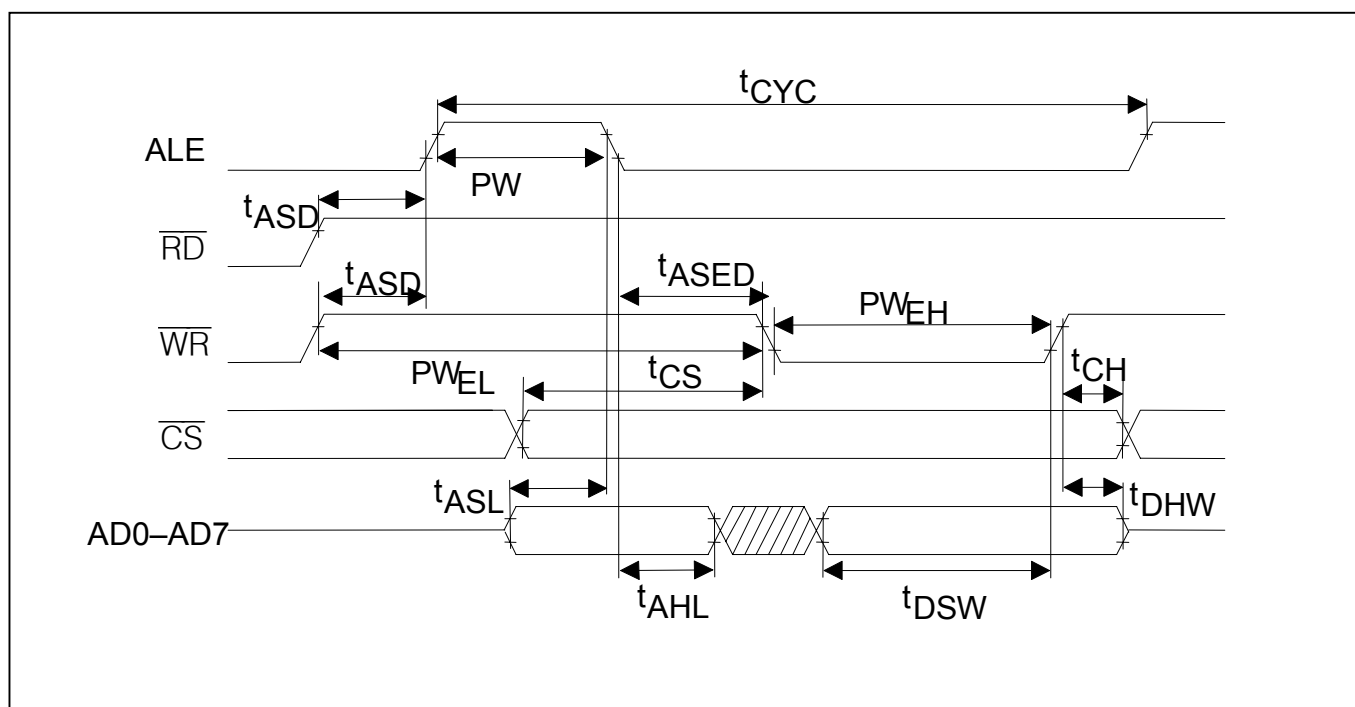 tCYC
ALE
PW
tASD
RD
tASD
tASED
PWEH
WR
PWEL
tCS
tCH
CS
tASL
tDHW
AD0–AD7
tAHL
tDSW